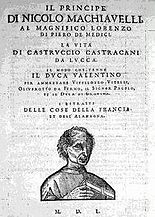 IL PRINCIPE
DI NICOLO MACHIAVELLI,
AL MAGNIFICO LORENZO
DI PIERO DE MEDICI.
LA VITA
DI CASTRUCCIO CASTRACANI
DA LUCCA.
IL MODO CHE TENNE
IL DUCA VALENTINO
PER AMMAZZARE VITELLOZZO VITELLI,
OLIVEROTTO DA FERMO, IL SIGNOR PAGOLO,
ET IL DUCA DI GRAVINA.
I RITRATTI
DELLE COSE DELLA FRANCIA
ET DELL' ALAMAGNA.
M. D. L.